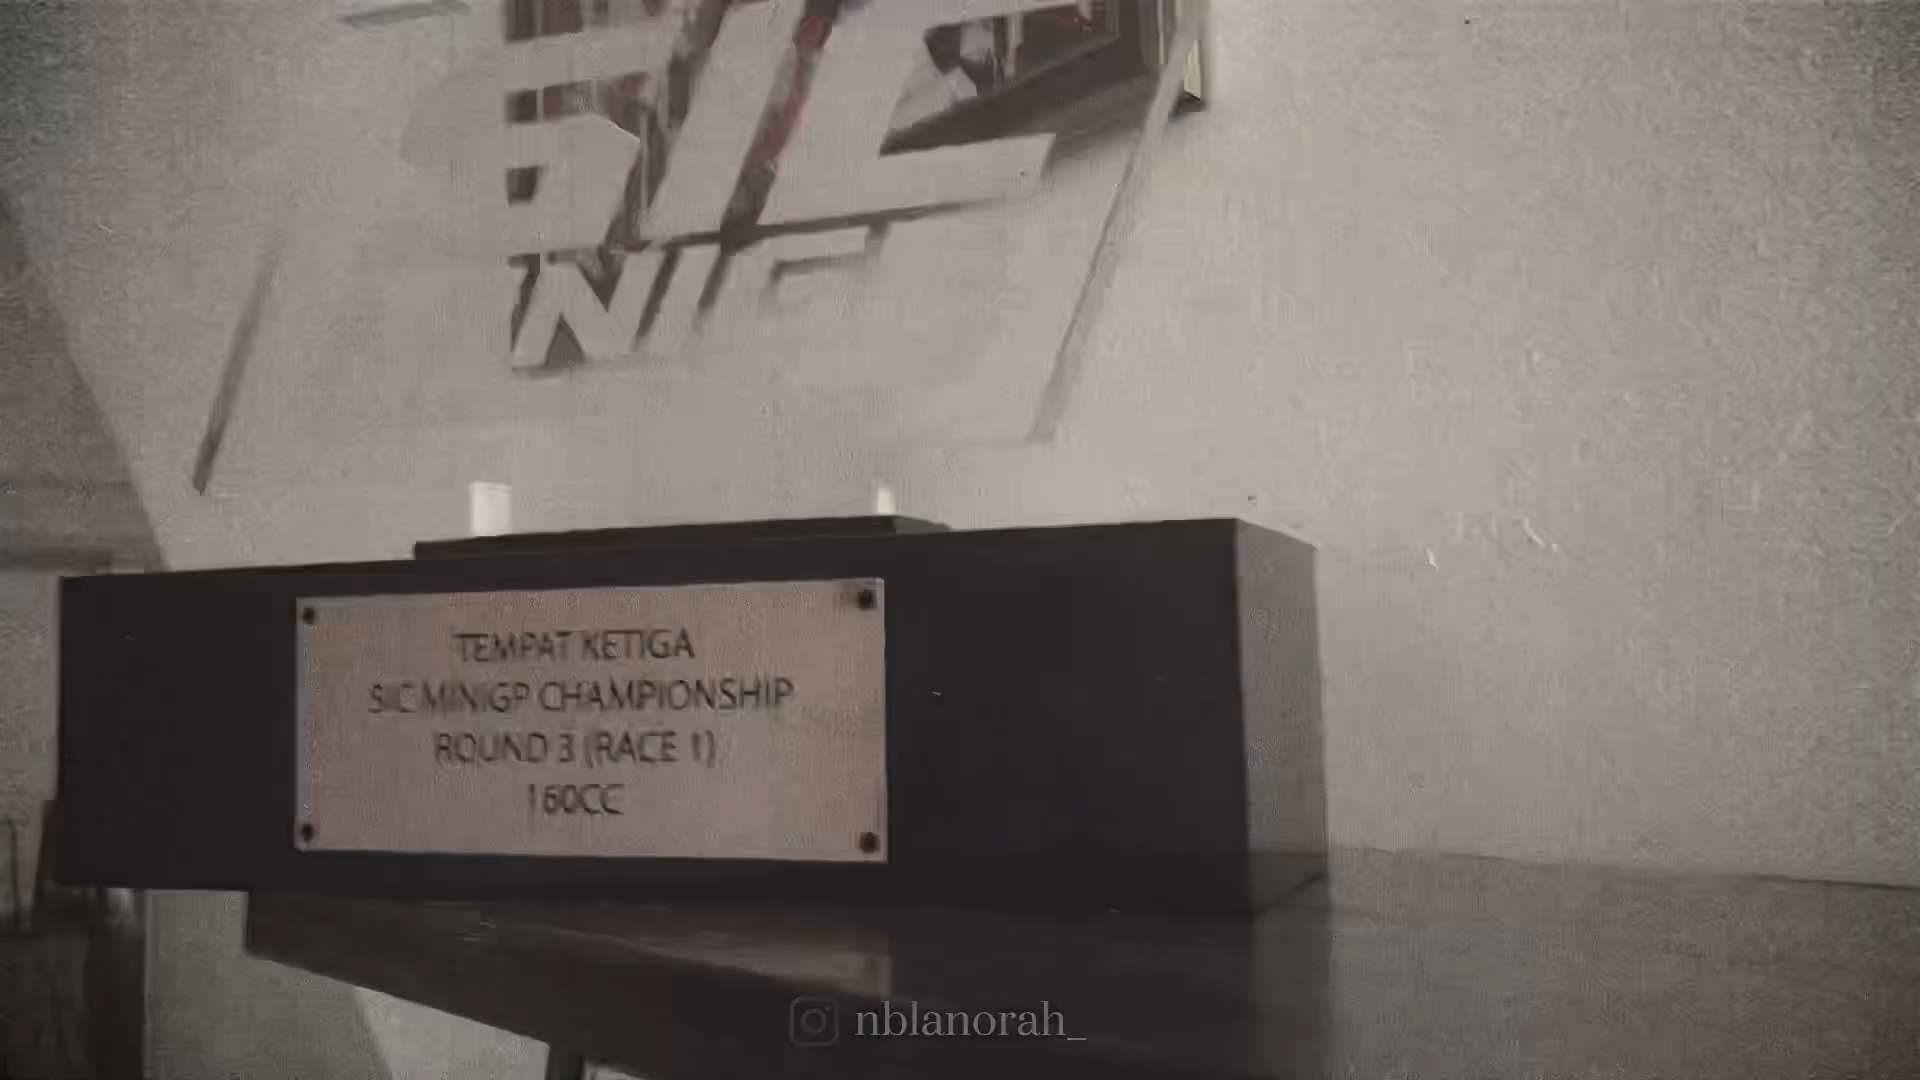 TEMPAT KETIGA
SIC MINIGP CHAMPIONSHIP
ROUND 3 (RACE 1)
160CC
nblanorah_